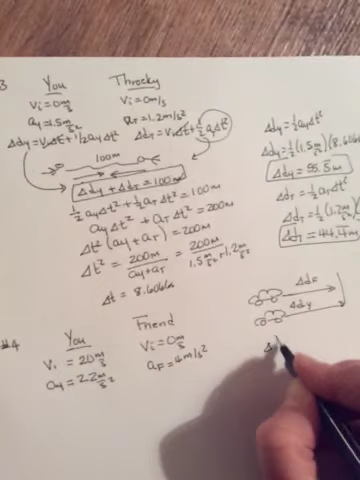 3
You Threcky
Vi = 0m/s Vi = 0m/s
ay = 1.5m/s² aT = 1.2m/s²
Δdy = ViΔt + 1/2ayΔt² ΔdT = ViΔt + 1/2aTΔt²
100m
Δdy + ΔdT = 100m
1/2ayΔt² + 1/2aTΔt² = 100m
ayΔt² + aTΔt² = 200m
Δt²(ay + aT) = 200m
Δt² = 200m/(ay + aT) = 200m/(1.5m/s² + 1.2m/s²)
Δt = 8.606s
Δdy = 1/2ayΔt²
Δdy = 1/2(1.5m/s²)(8.606s
Δdy = 55.5m
ΔdT = 1/2aTΔt²
ΔdT = 1/2(1.2m/s²)(
ΔdT = 44.4m
#4
You Friend
Vi = 20m/s Vi = 0m/s
ay = 2.2m/s² aF = 4m/s²
ΔdF
Δdy
Δ